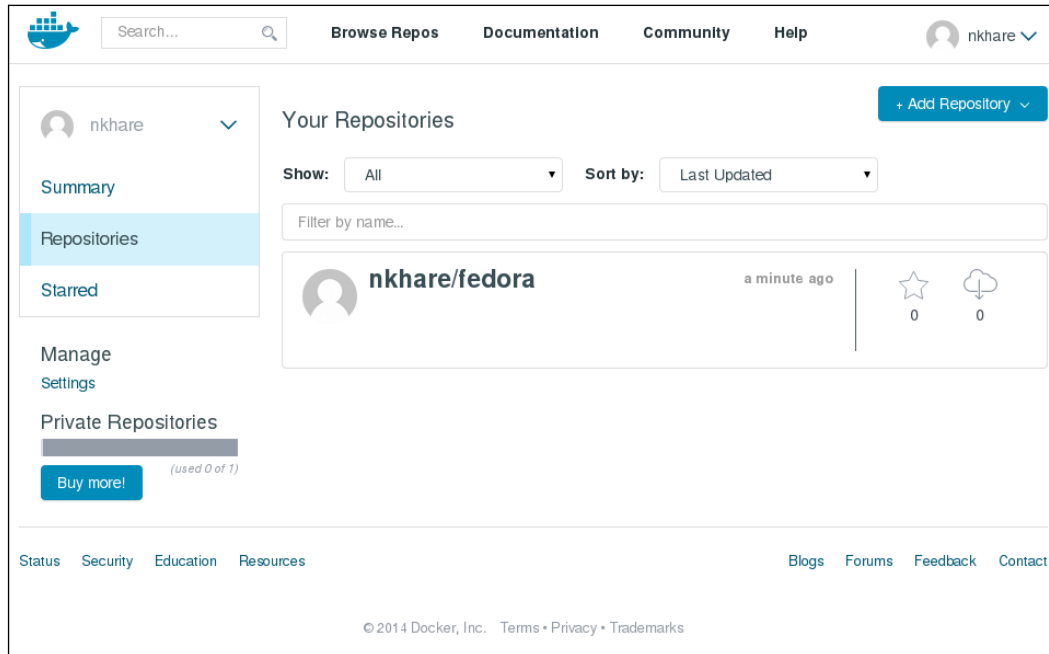 Search... Browse Repos Documentation Community Help nkhare
nkhare
Summary
Repositories
Starred
Manage
Settings
Private Repositories
(used 0 of 1)
Buy more!
Your Repositories
+ Add Repository
Show: All Sort by: Last Updated
Filter by name...
nkhare/fedora a minute ago
0 0
Status Security Education Resources Blogs Forums Feedback Contact
© 2014 Docker, Inc. Terms • Privacy • Trademarks